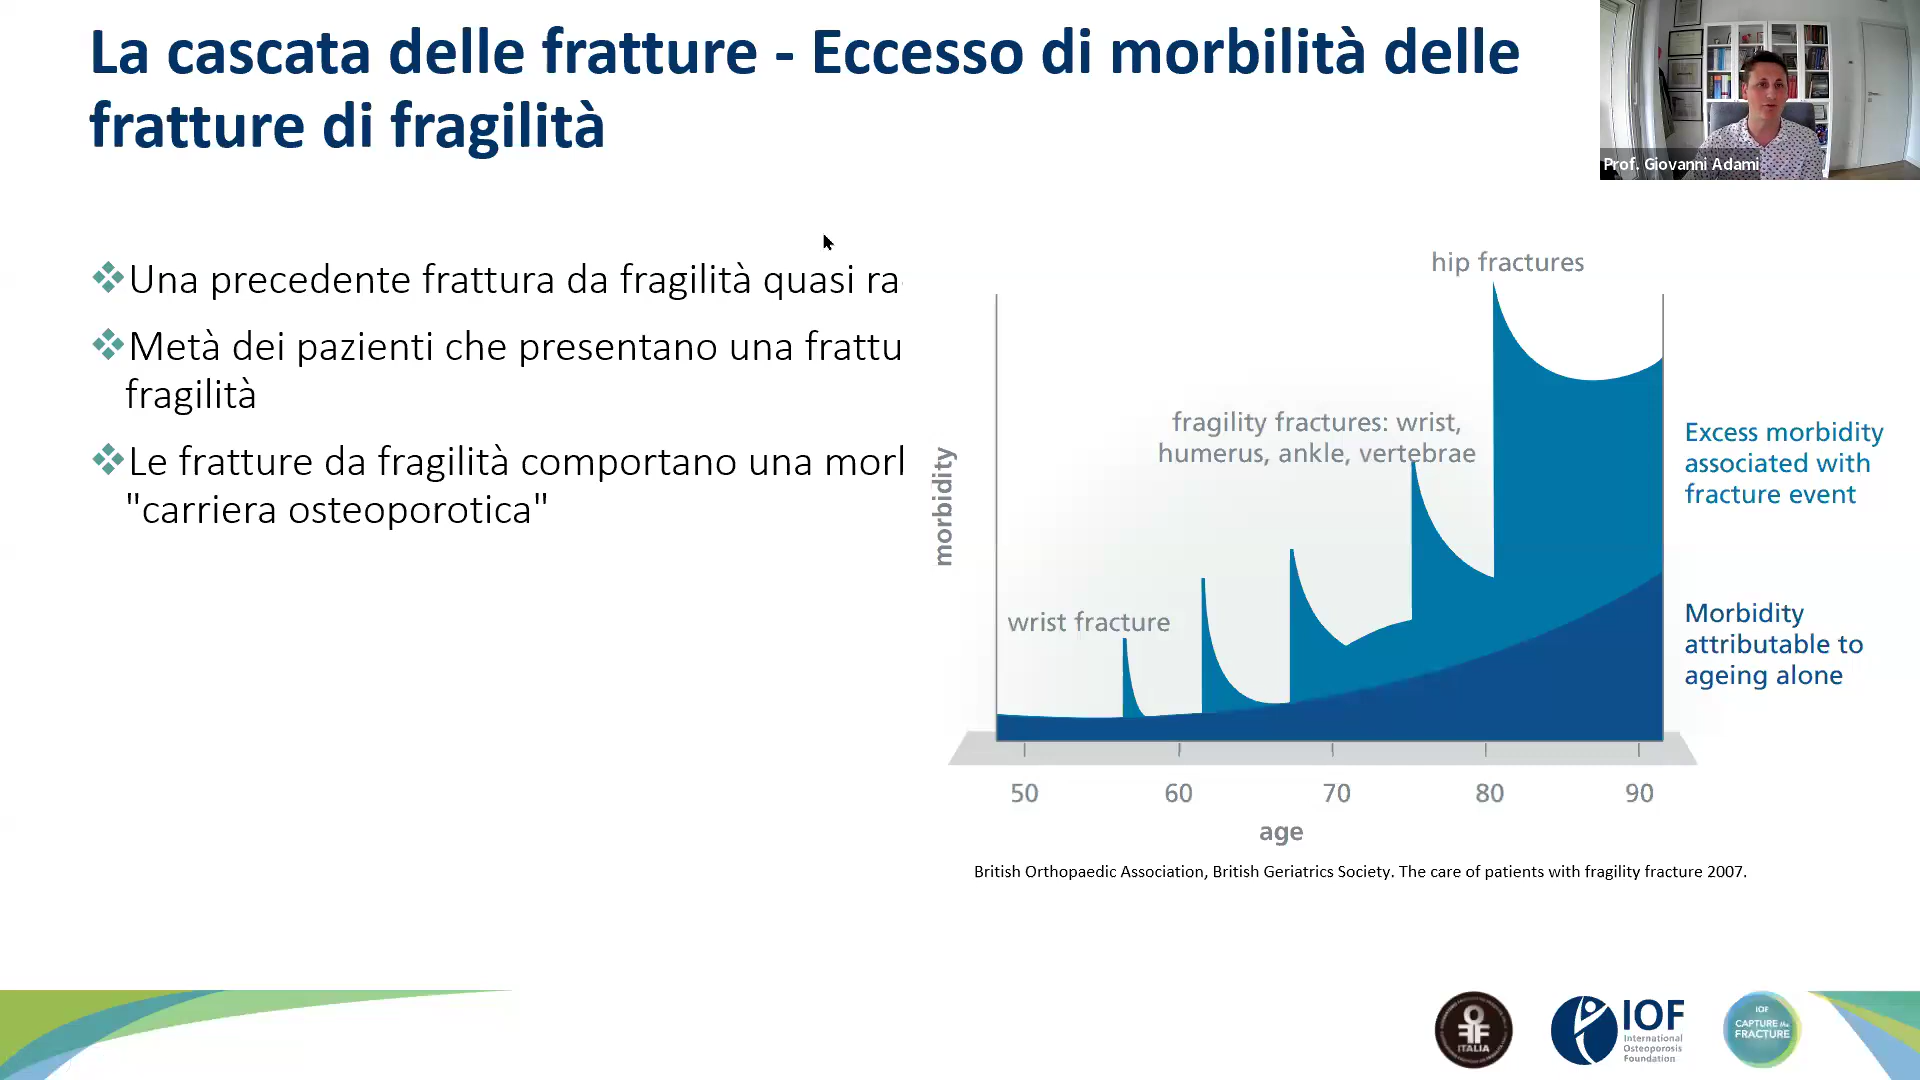 La cascata delle fratture - Eccesso di morbilità delle
fratture di fragilità
Prof. Giovanni Adami
Una precedente frattura da fragilità quasi
Metà dei pazienti che presentano una
fragilità
Le fratture da fragilità comportano una
"carriera osteoporotica"
hip fractures
fragility fractures: wrist,
humerus, ankle, vertebrae
wrist fracture
morbidity
Excess morbidity
associated with
fracture event
Morbidity
attributable to
ageing alone
50 60 70 80 90
age
British Orthopaedic Association, British Geriatrics Society. The care of patients with fragility fracture 2007.
ITALIA
IOF
International
Osteoporosis
Foundation
IOF
CAPTURE the
FRACTURE